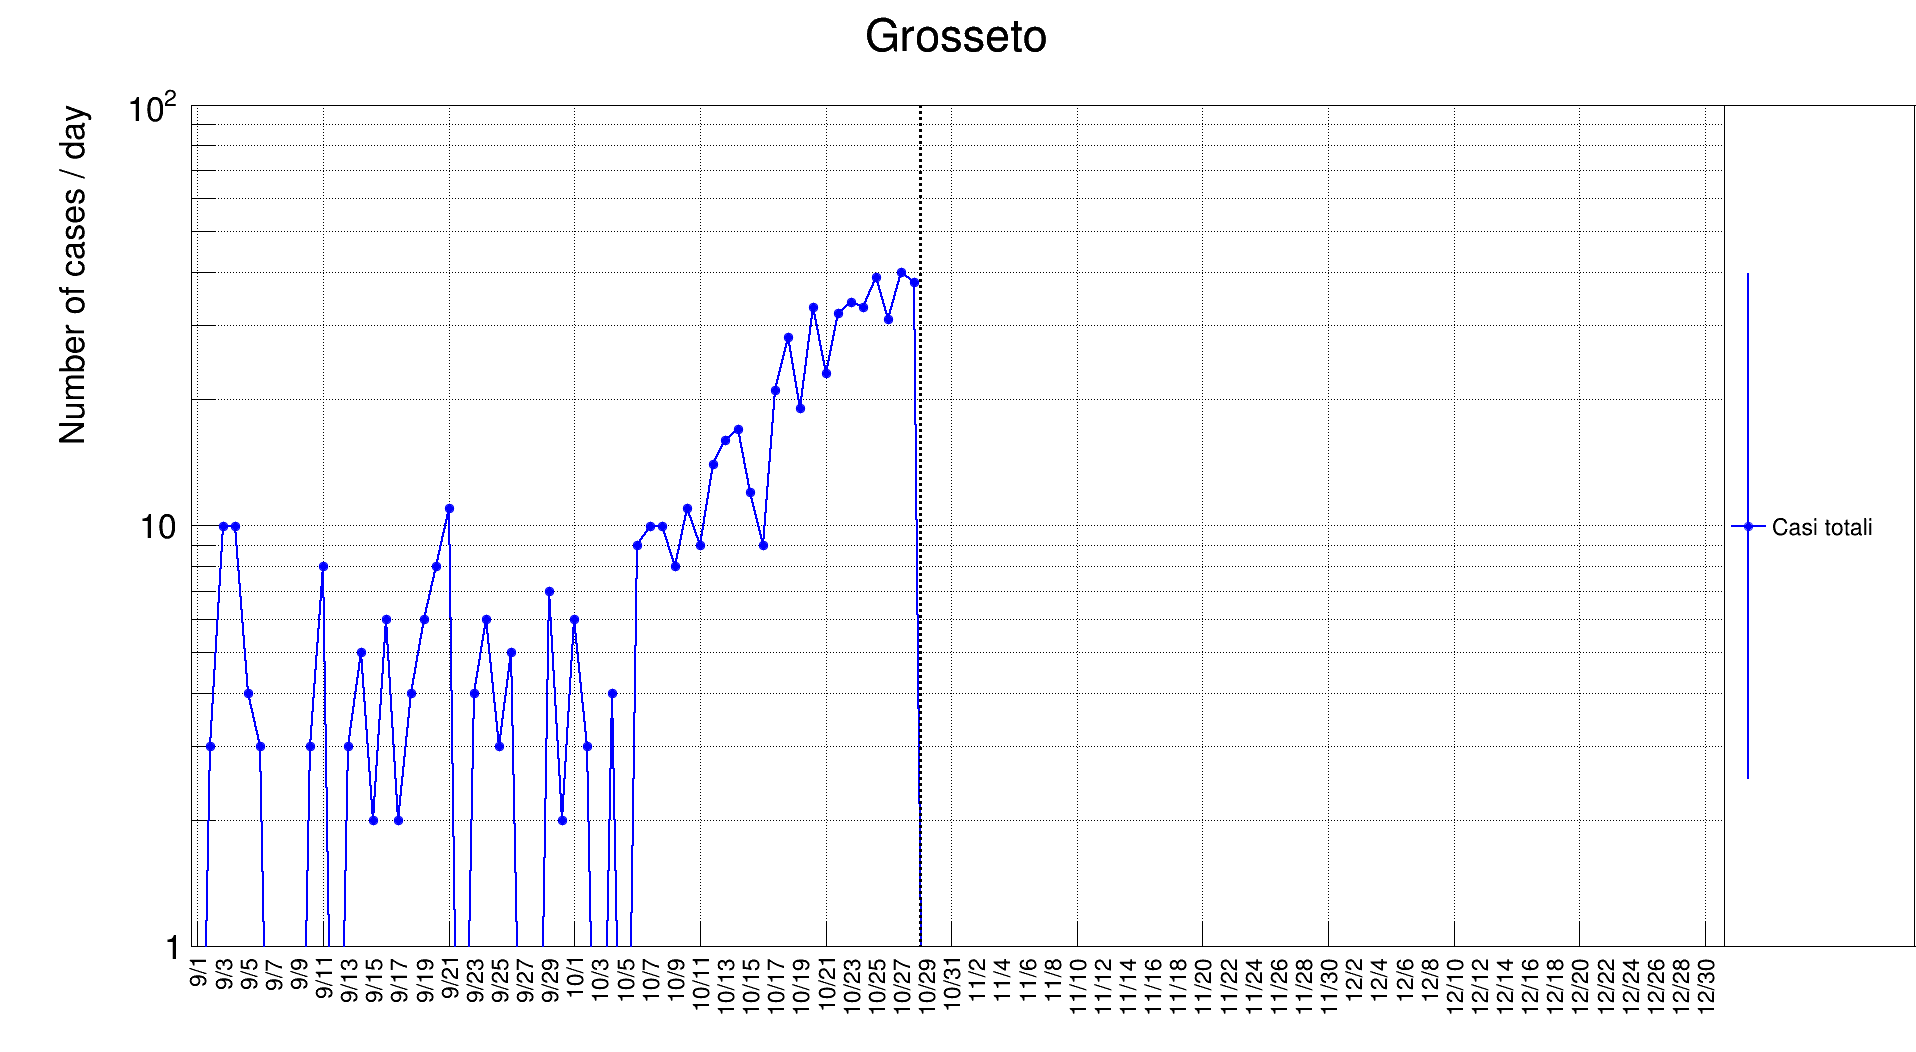 Grosseto
Number of cases / day
10²
10
1
9/1 9/3 9/5 9/7 9/9 9/11 9/13 9/15 9/17 9/19 9/21 9/23 9/25 9/27 9/29 10/1 10/3 10/5 10/7 10/9 10/11 10/13 10/15 10/17 10/19 10/21 10/23 10/25 10/27 10/29 10/31 11/2 11/4 11/6 11/8 11/10 11/12 11/14 11/16 11/18 11/20 11/22 11/24 11/26 11/28 11/30 12/2 12/4 12/6 12/8 12/10 12/12 12/14 12/16 12/18 12/20 12/22 12/24 12/26 12/28 12/30
Casi totali